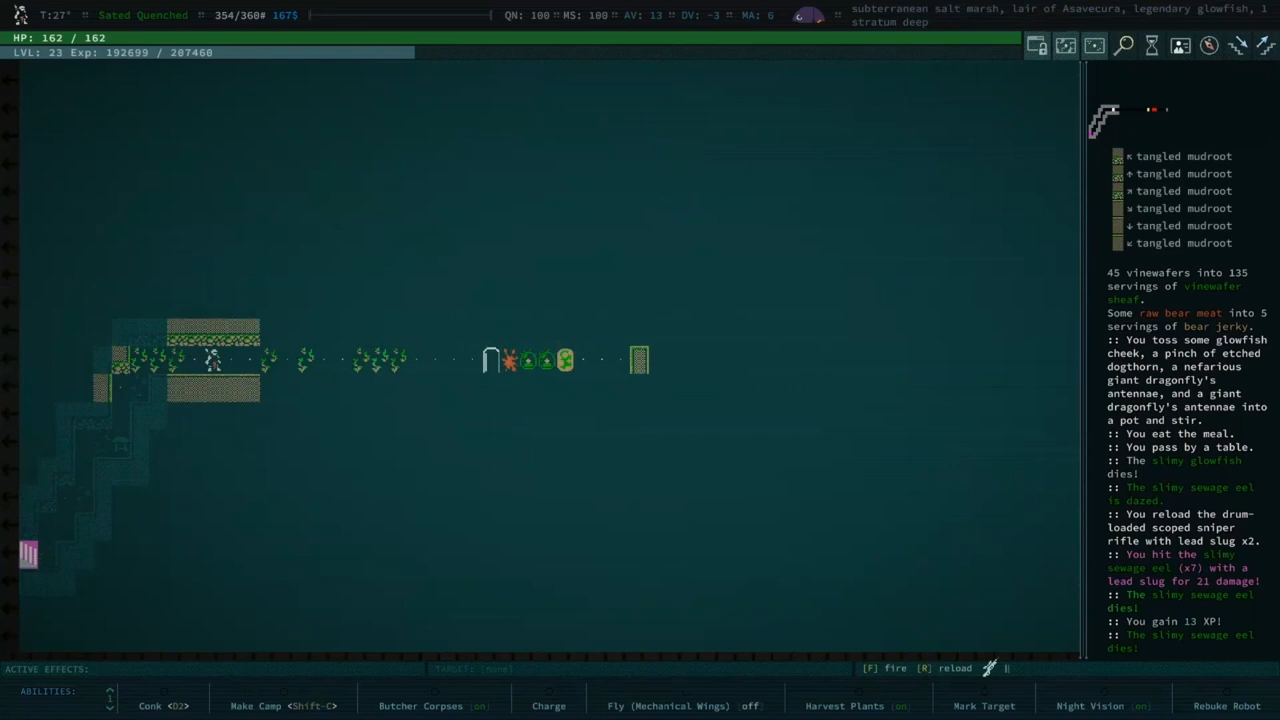 T:27° :: Sated Quenched :: 354/360# 167$ QN: 100 :: MS: 100 :: AV: 13 :: DV: -3 :: MA: 6 :: subterranean salt marsh, lair of Asavecura, legendary glowfish, 1
stratum deep
HP: 162 / 162
LVL: 23 Exp: 192699 / 207460
tangled mudroot
tangled mudroot
tangled mudroot
tangled mudroot
tangled mudroot
tangled mudroot
45 vinewafers into 135
servings of vinewafer
sheaf.
Some raw bear meat into 5
servings of bear jerky.
:: You toss some glowfish
cheek, a pinch of etched
dogthorn, a nefarious
giant dragonfly's
antennae, and a giant
dragonfly's antennae into
a pot and stir.
:: You eat the meal.
:: You pass by a table.
:: The slimy glowfish
dies!
:: The slimy sewage eel
is dazed.
:: You reload the drum-
loaded scoped sniper
rifle with lead slug x2.
:: You hit the slimy
sewage eel (x7) with a
lead slug for 21 damage!
:: The slimy sewage eel
dies!
:: You gain 13 XP!
:: The slimy sewage eel
dies!
ACTIVE EFFECTS: TARGET: [none] [F] fire [R] reload
ABILITIES: 1 Conk <D2> Make Camp <Shift-C> Butcher Corpses [on] Charge Fly (Mechanical Wings) [off] Harvest Plants [on] Mark Target Night Vision [on] Rebuke Robot